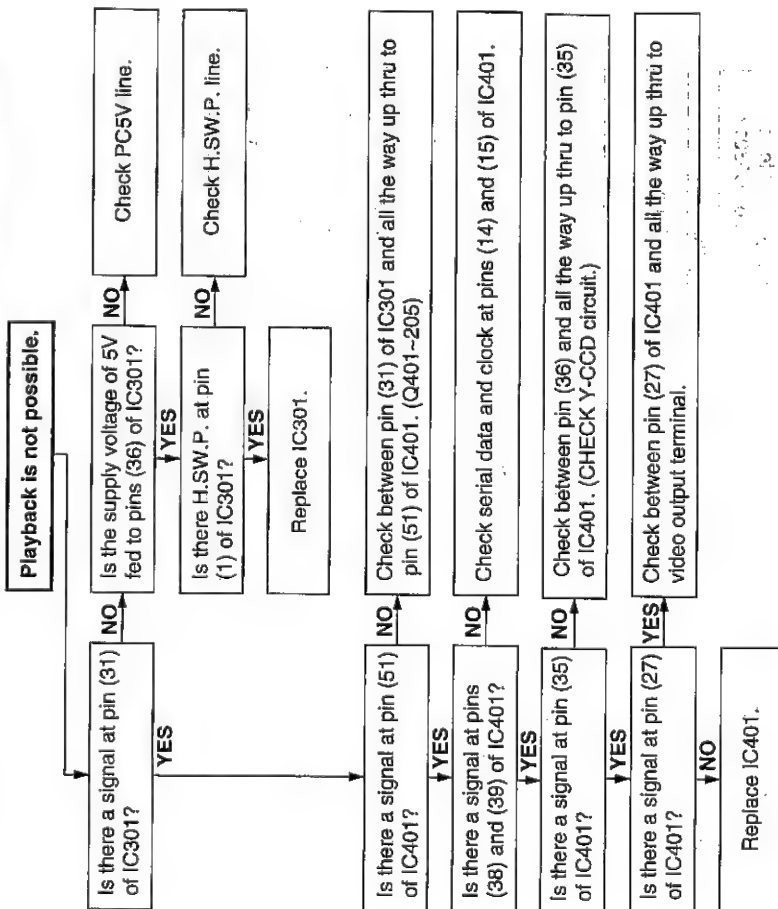 Playback is not possible.
Is there a signal at pin (31)
of IC301?
NO
Is the supply voltage of 5V
fed to pins (36) of IC301?
NO
Check PC5V line.
YES
Is there H.SW.P. at pin
(1) of IC301?
NO
Check H.SW.P. line.
YES
Replace IC301.
YES
Is there a signal at pin (51)
of IC401?
NO
Check between pin (31) of IC301 and all the way up thru to
pin (51) of IC401. (Q401~205)
YES
Is there a signal at pins
(38) and (39) of IC401?
NO
Check serial data and clock at pins (14) and (15) of IC401.
YES
Is there a signal at pin (35)
of IC401?
NO
Check between pin (36) and all the way up thru to pin (35)
of IC401. (CHECK Y-CCD circuit.)
YES
Is there a signal at pin (27)
of IC401?
YES
Check between pin (27) of IC401 and all the way up thru to
video output terminal.
NO
Replace IC401.